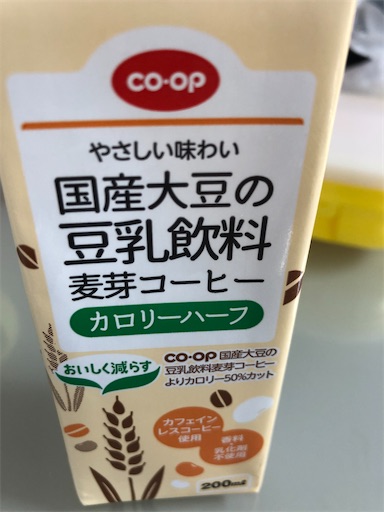 co·op
やさしい味わい
国産大豆の
豆乳飲料
麦芽コーヒー
カロリーハーフ
おいしく減らす
co·op 国産大豆の
豆乳飲料麦芽コーヒー
よりカロリー50%カット
カフェイン
レスコーヒー
使用
香料
乳化剤
不使用
200mℓ